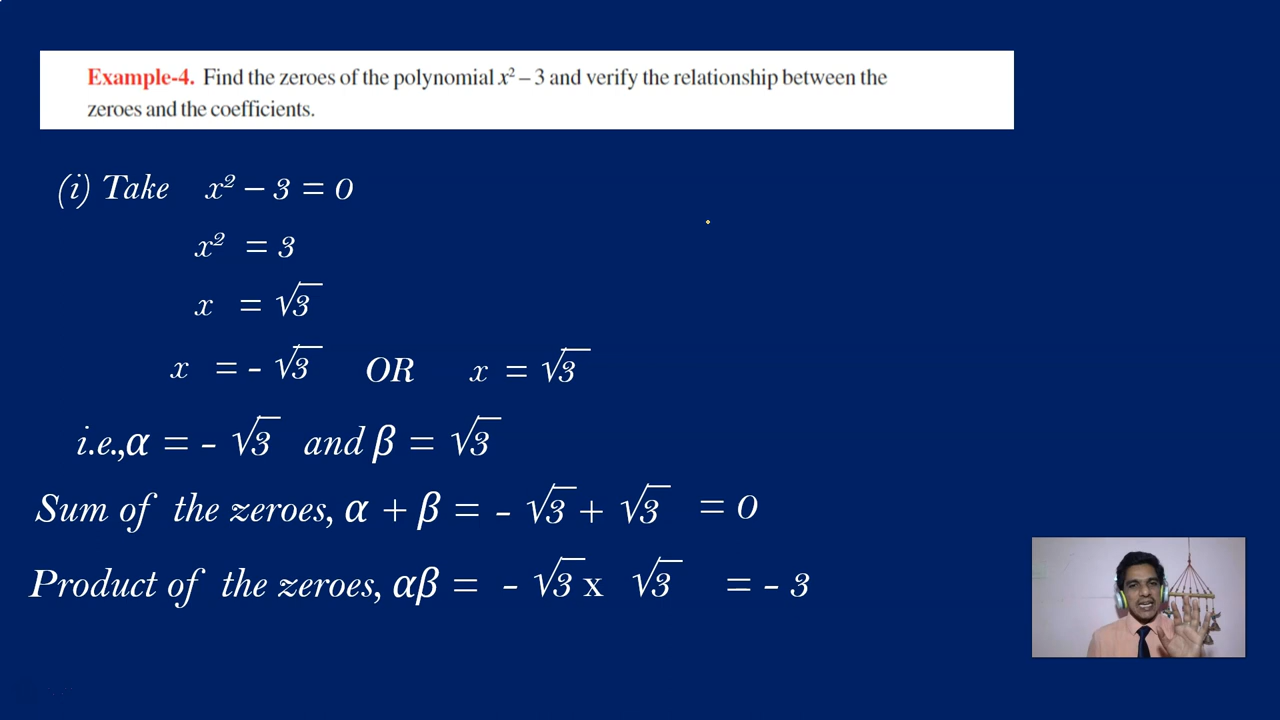 Example-4. Find the zeroes of the polynomial x² – 3 and verify the relationship between the
zeroes and the coefficients.
(i) Take x² – 3 = 0
x² = 3
x = √3
x = - √3 OR x = √3
i.e.,α = - √3 and β = √3
Sum of the zeroes, α + β = - √3 + √3 = 0
Product of the zeroes, αβ = - √3 x √3 = - 3